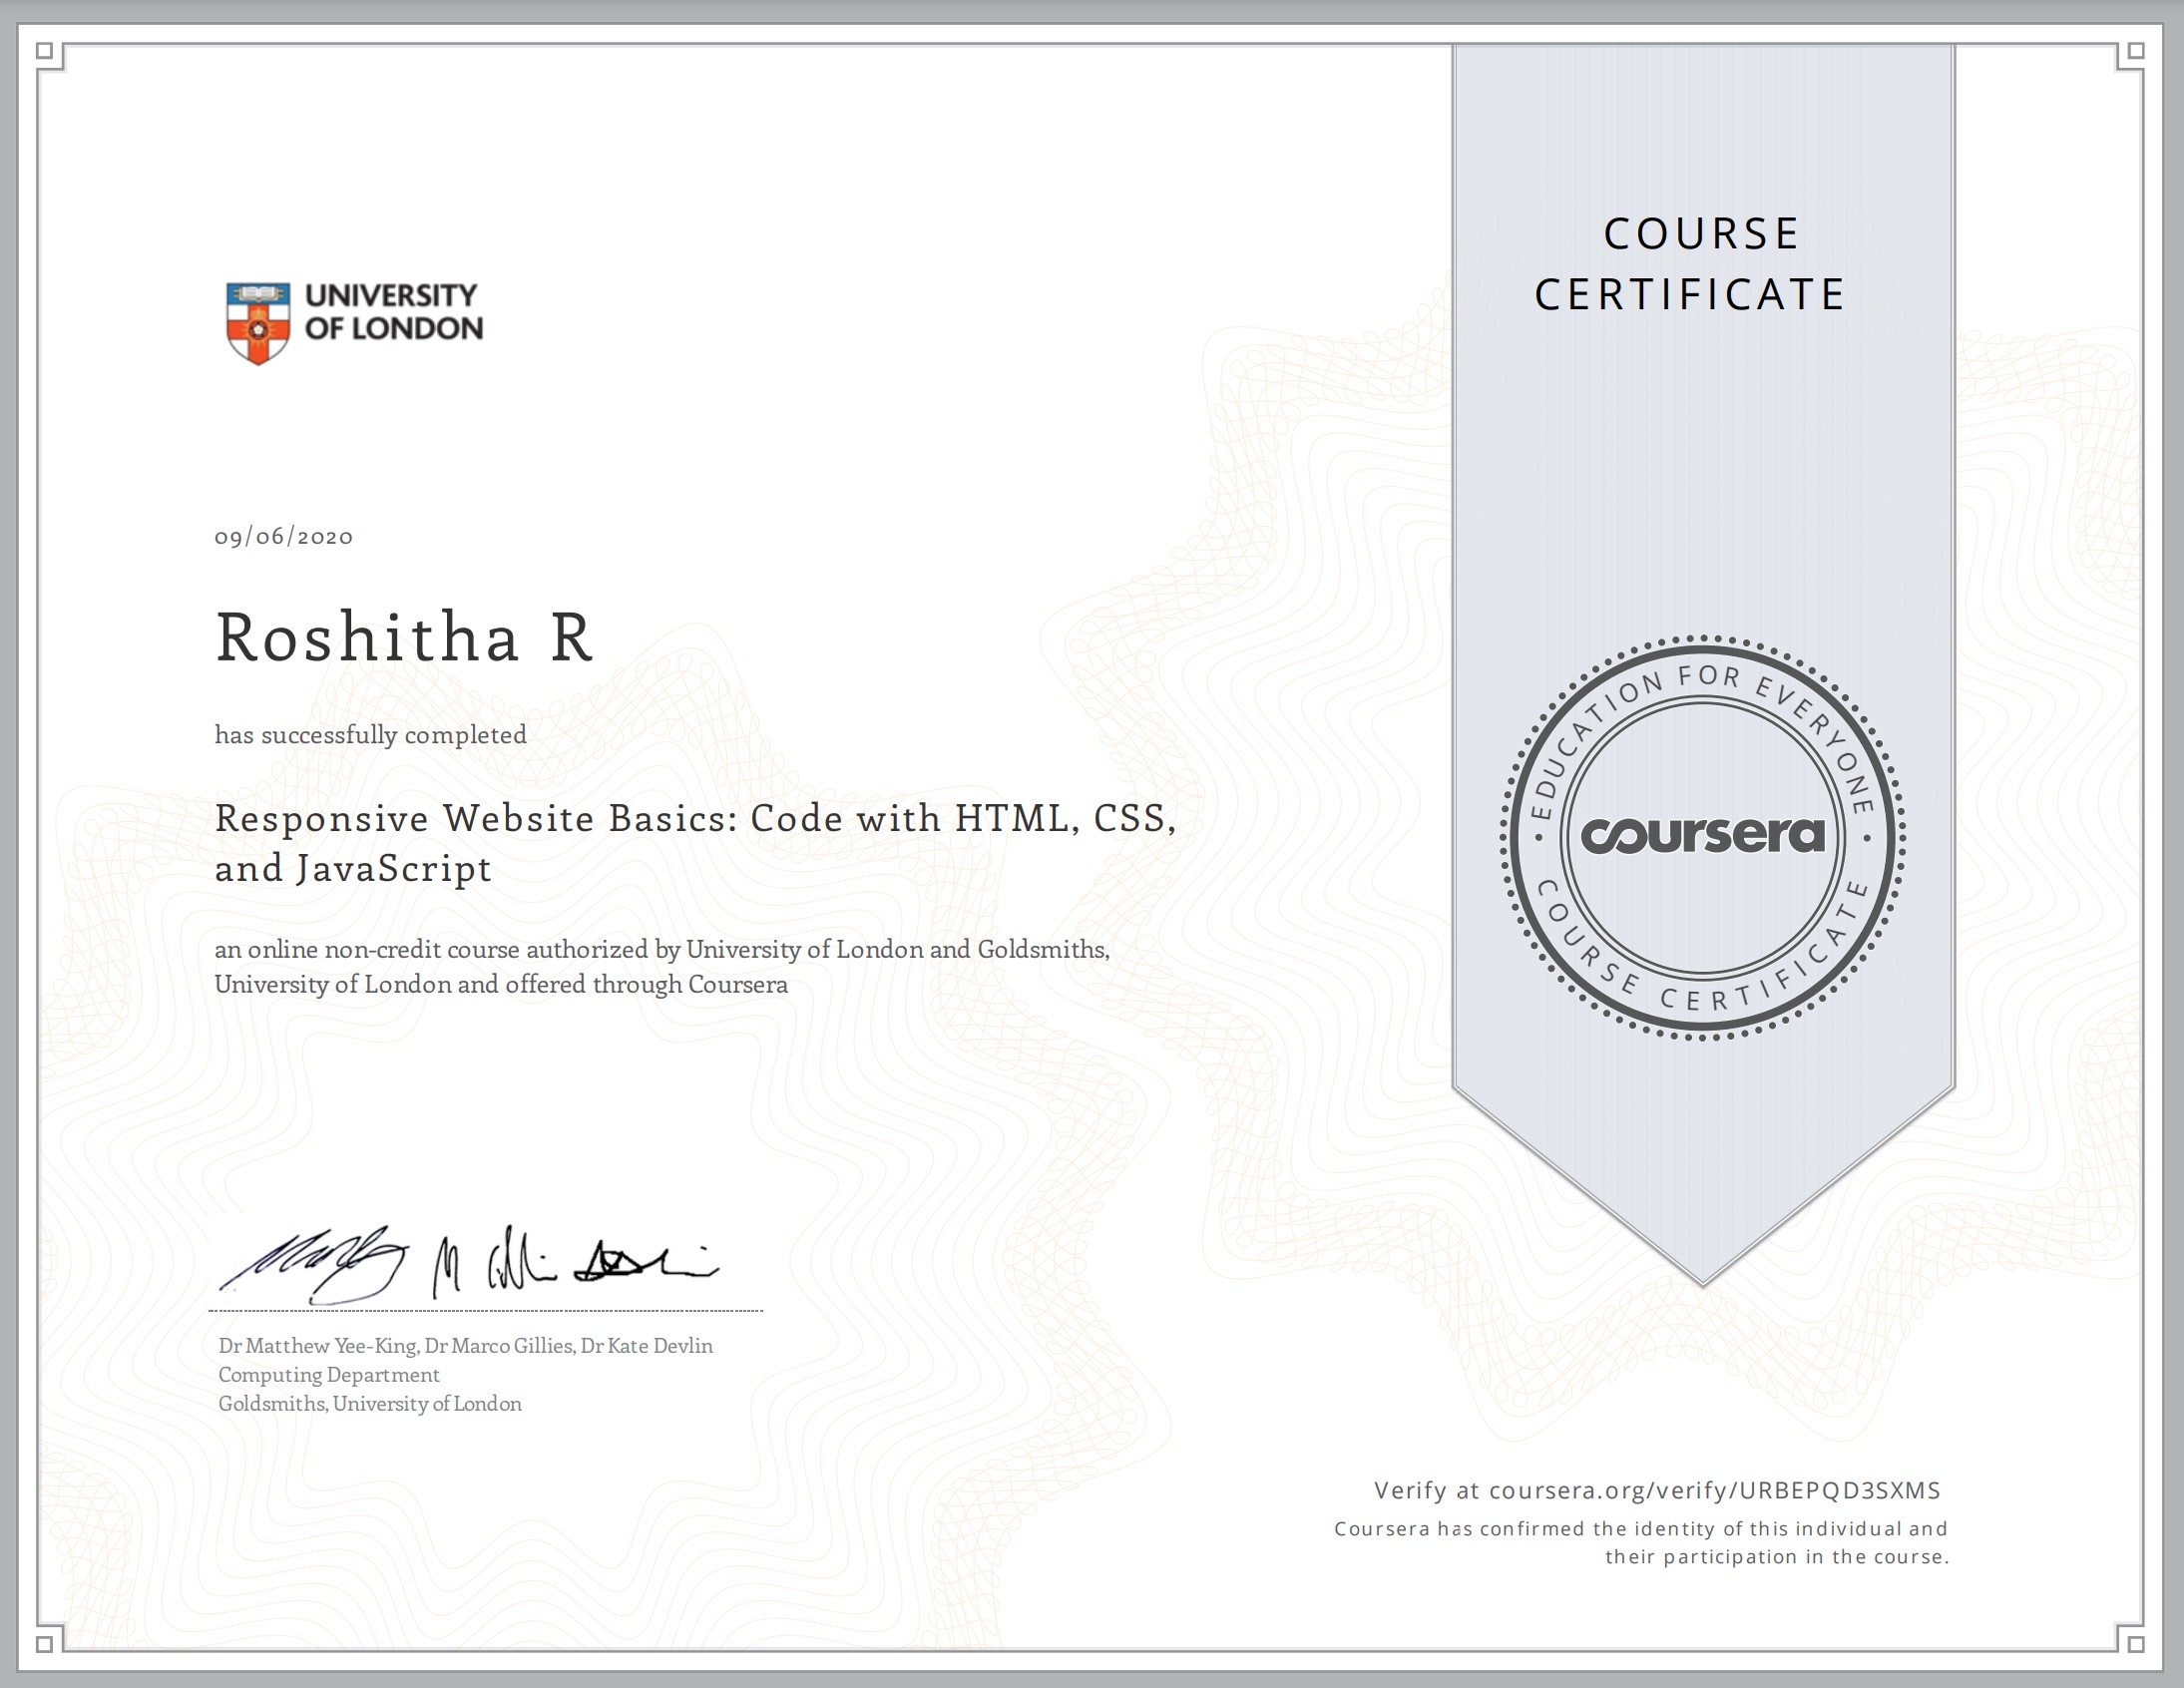 COURSE
CERTIFICATE
UNIVERSITY
OF LONDON
09/06/2020
Roshitha R
has successfully completed
Responsive Website Basics: Code with HTML, CSS,
and JavaScript
an online non-credit course authorized by University of London and Goldsmiths,
University of London and offered through Coursera
EDUCATION FOR EVERYONE
coursera
COURSE CERTIFICATE
Dr Matthew Yee-King, Dr Marco Gillies, Dr Kate Devlin
Computing Department
Goldsmiths, University of London
Verify at coursera.org/verify/URBEPQD3SXMS
Coursera has confirmed the identity of this individual and
their participation in the course.